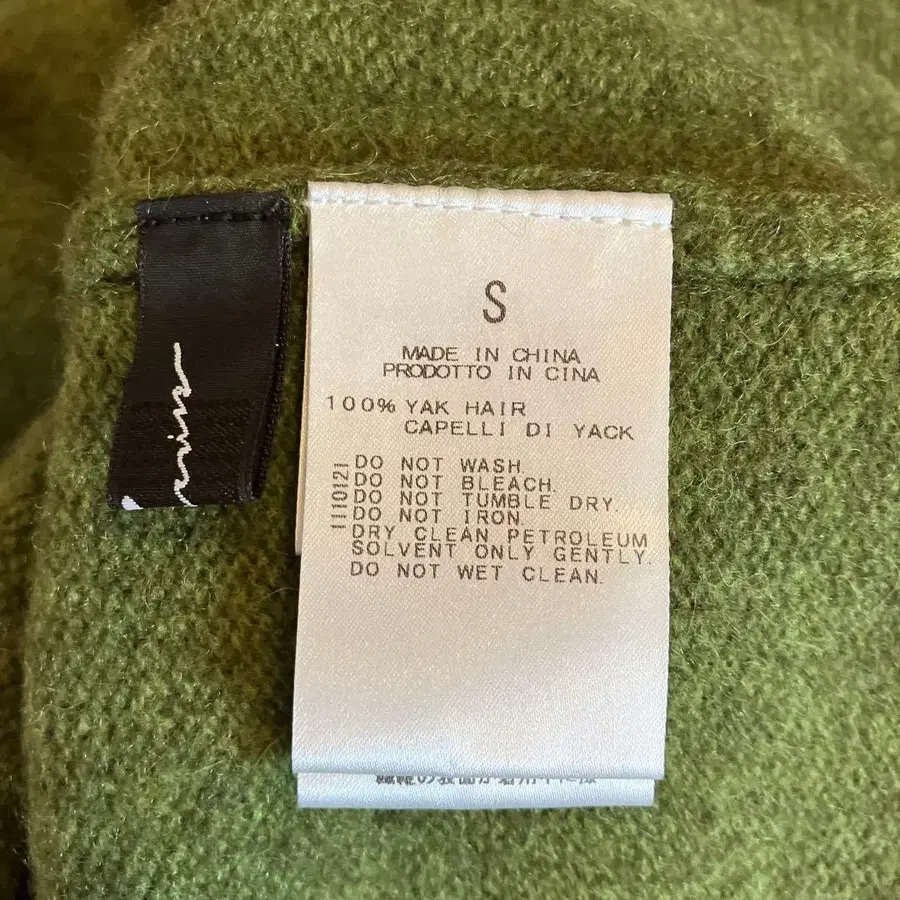 S
MADE IN CHINA
PRODOTTO IN CINA
100% YAK HAIR
CAPELLI DI YACK
DO NOT WASH.
DO NOT BLEACH.
DO NOT TUMBLE DRY.
DO NOT IRON.
DRY CLEAN PETROLEUM
SOLVENT ONLY GENTLY.
DO NOT WET CLEAN.
1110121